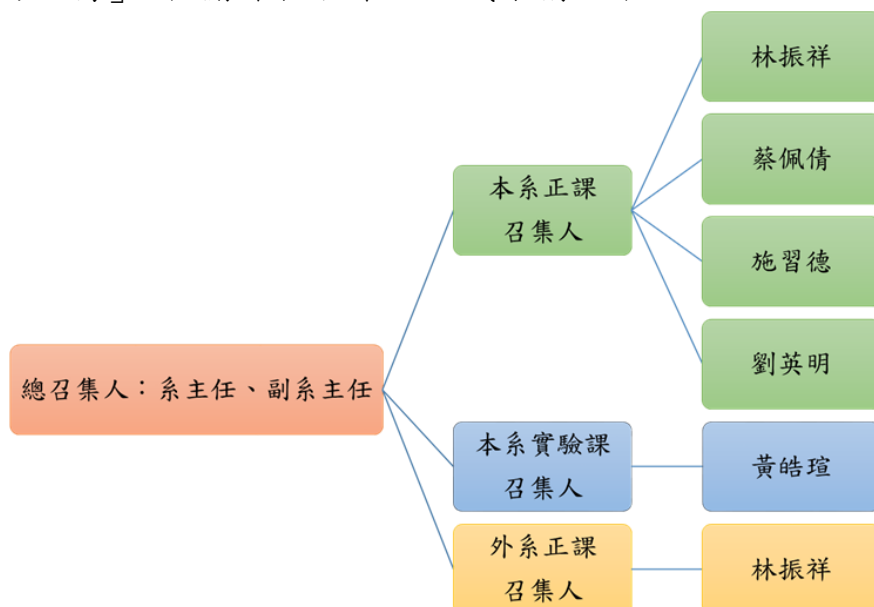 總召集人：系主任、副系主任
本系正課
召集人
林振祥
蔡佩倩
施習德
劉英明
本系實驗課
召集人
黃皓瑄
外系正課
召集人
林振祥